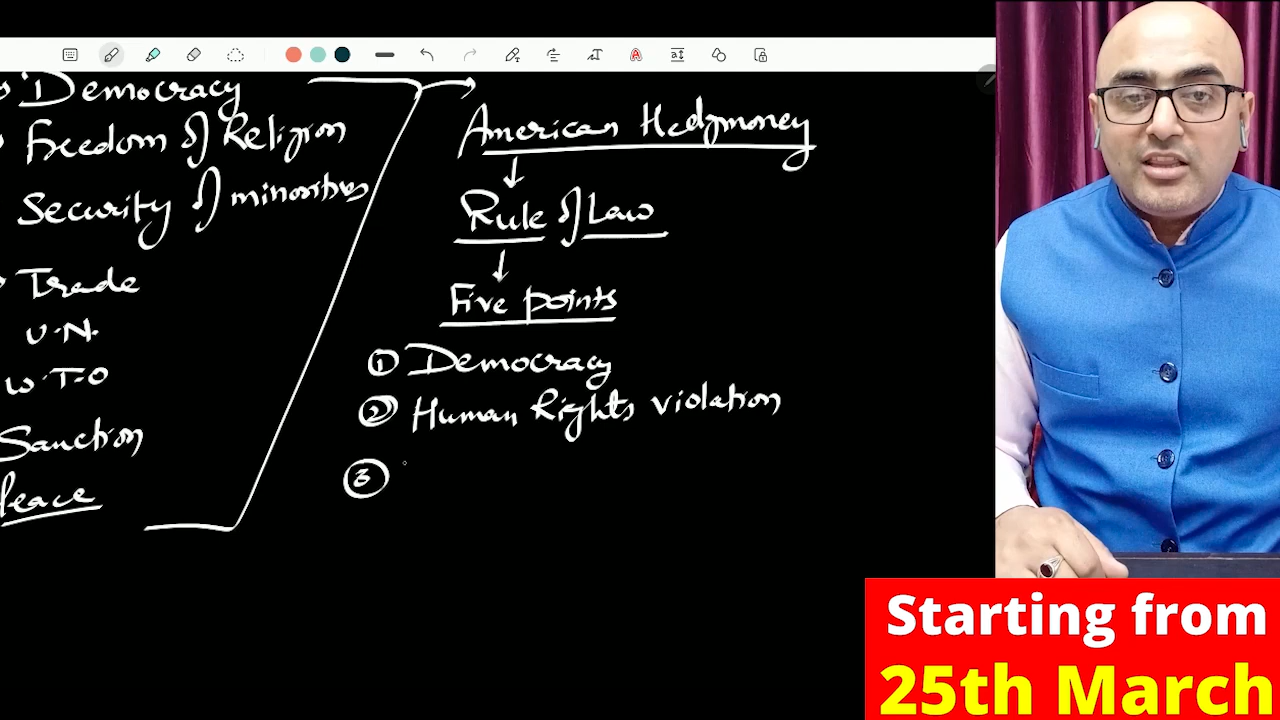 Democracy
Freedom of Religion
Security of minorities
Trade
U.N.
W.T.O
Sanction
Peace
American Hedgmoney
Rule of Law
Five points
① Democracy
② Human Rights violation
③
Starting from
25th March